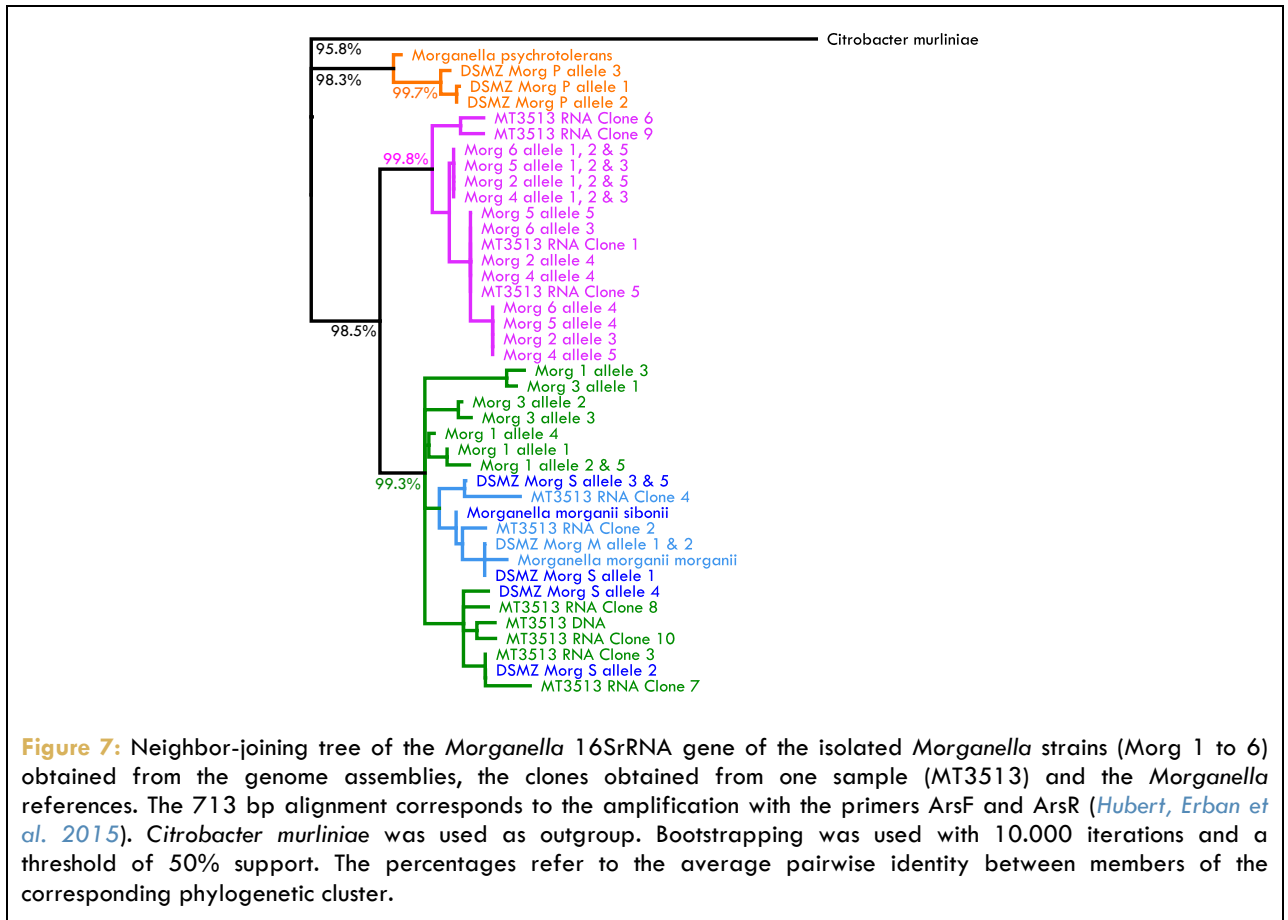 Citrobacter murliniae
95.8%
Morganella psychrotolerans
98.3%
DSMZ Morg P allele 3
DSMZ Morg P allele 1
99.7%
DSMZ Morg P allele 2
MT3513 RNA Clone 6
MT3513 RNA Clone 9
Morg 6 allele 1, 2 & 5
99.8%
Morg 5 allele 1, 2 & 3
Morg 2 allele 1, 2 & 5
Morg 4 allele 1, 2 & 3
Morg 5 allele 5
Morg 6 allele 3
MT3513 RNA Clone 1
Morg 2 allele 4
Morg 4 allele 4
MT3513 RNA Clone 5
Morg 6 allele 4
Morg 5 allele 4
98.5%
Morg 2 allele 3
Morg 4 allele 5
Morg 1 allele 3
Morg 3 allele 1
Morg 3 allele 2
Morg 3 allele 3
Morg 1 allele 4
Morg 1 allele 1
Morg 1 allele 2 & 5
99.3%
DSMZ Morg S allele 3 & 5
MT3513 RNA Clone 4
Morganella morganii sibonii
MT3513 RNA Clone 2
DSMZ Morg M allele 1 & 2
Morganella morganii morganii
DSMZ Morg S allele 1
DSMZ Morg S allele 4
MT3513 RNA Clone 8
MT3513 DNA
MT3513 RNA Clone 10
MT3513 RNA Clone 3
DSMZ Morg S allele 2
MT3513 RNA Clone 7
Figure 7: Neighbor-joining tree of the Morganella 16SrRNA gene of the isolated Morganella strains (Morg 1 to 6)
obtained from the genome assemblies, the clones obtained from one sample (MT3513) and the Morganella
references. The 713 bp alignment corresponds to the amplification with the primers ArsF and ArsR (Hubert, Erban et
al. 2015). Citrobacter murliniae was used as outgroup. Bootstrapping was used with 10.000 iterations and a
threshold of 50% support. The percentages refer to the average pairwise identity between members of the
corresponding phylogenetic cluster.